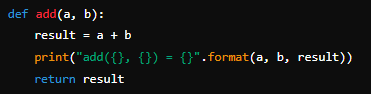 def add(a, b):
    result = a + b
    print("add({}, {}) = {}".format(a, b, result))
    return result